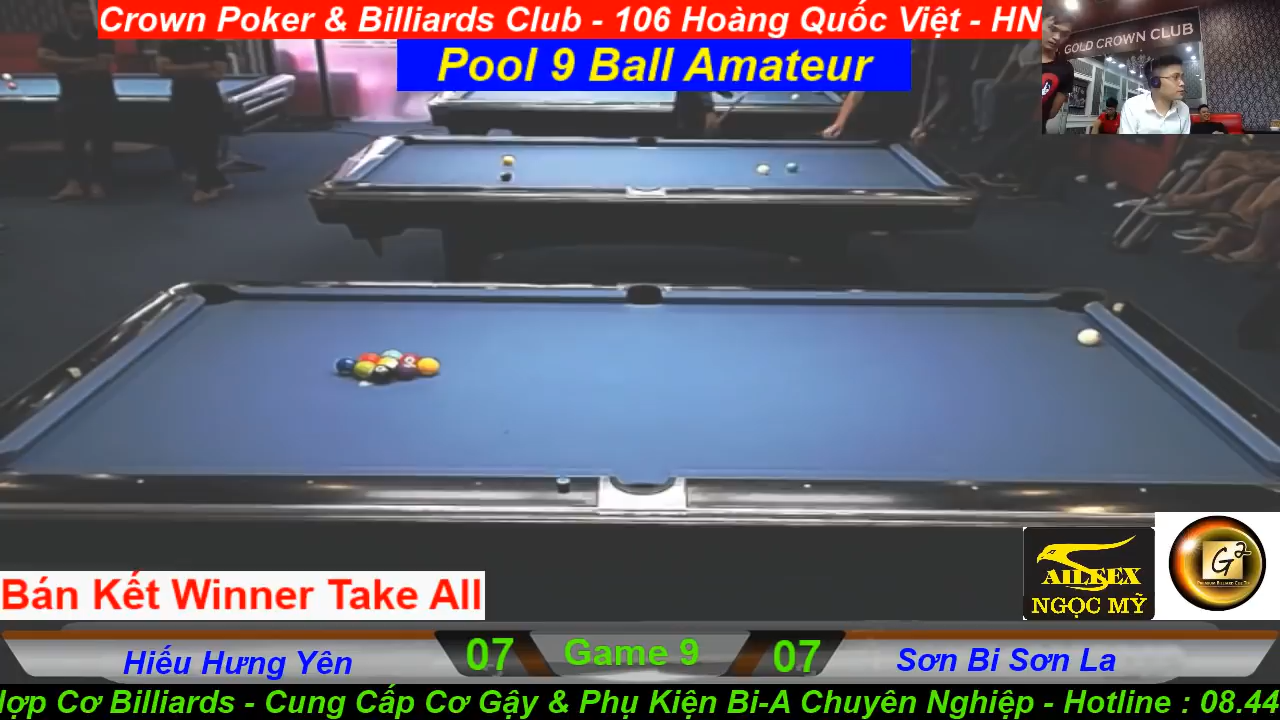 Crown Poker & Billiards Club - 106 Hoàng Quốc Việt - HN
Pool 9 Ball Amateur
GOLD CROWN CLUB
AILEEX
NGỌC MỸ
G2
Bán Kết Winner Take All
Hiếu Hưng Yên
07
Game 9
07
Sơn Bi Sơn La
Hợp Cơ Billiards - Cung Cấp Cơ Gậy & Phụ Kiện Bi-A Chuyên Nghiệp - Hotline : 08.44